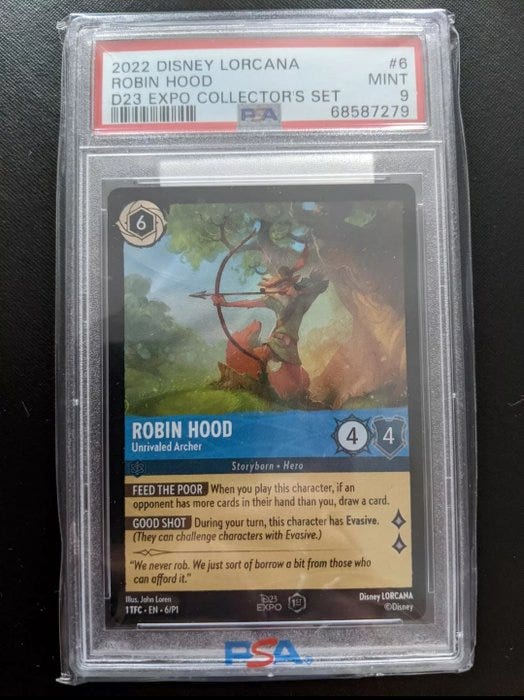 2022 DISNEY LORCANA #6
ROBIN HOOD MINT
D23 EXPO COLLECTOR'S SET 9
PSA 68587279
6
ROBIN HOOD
Unrivaled Archer
4 4
Storyborn • Hero
FEED THE POOR When you play this character, if an
opponent has more cards in their hand than you, draw a card.
GOOD SHOT During your turn, this character has Evasive.
(They can challenge characters with Evasive.)
"We never rob. We just sort of borrow a bit from those who
can afford it."
Illus. John Loren
1TFC • EN • 6/P1
D23
EXPO
1ST
Disney LORCANA
©Disney
PSA